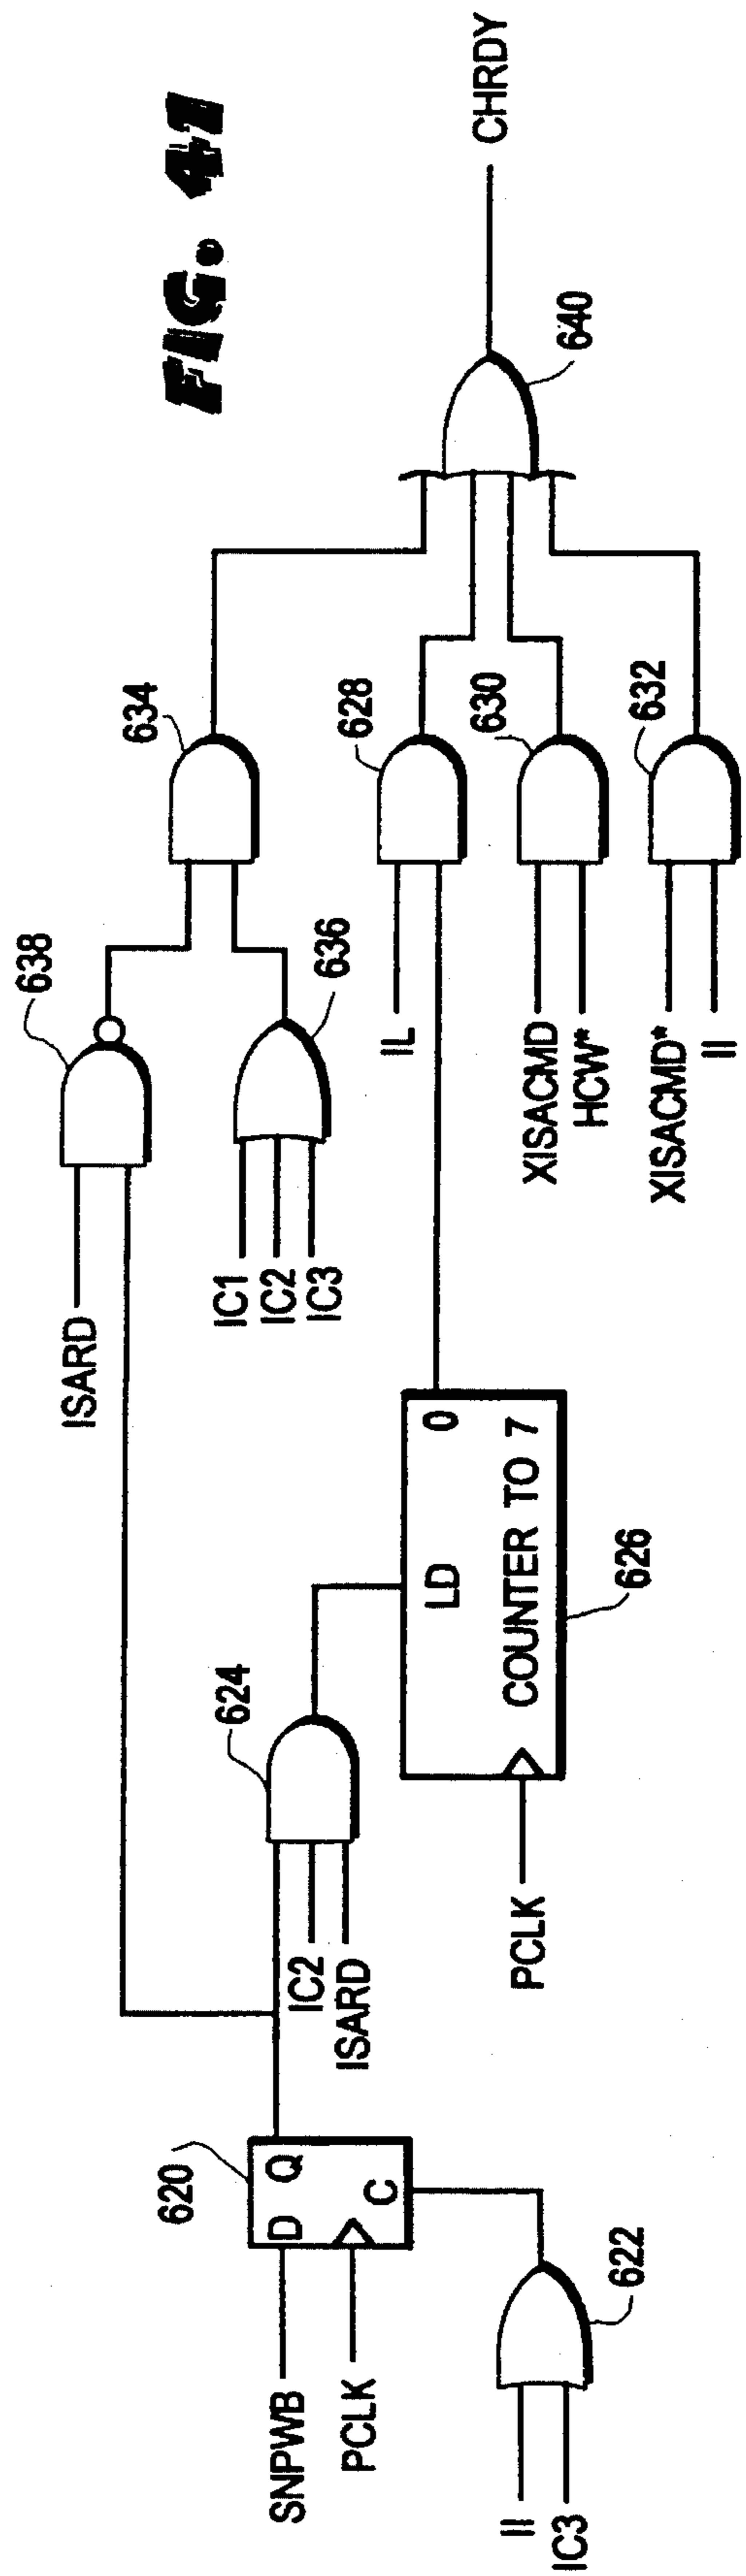 FIG. 41
638
634
ISARD
636
IC1
IC2
IC3
628
IL
640
CHRDY
630
XISACMD
HCW*
632
XISACMD*
II
624
IC2
ISARD
LD
O
COUNTER TO 7
626
PCLK
620
SNPWB
D
Q
PCLK
C
622
II
IC3